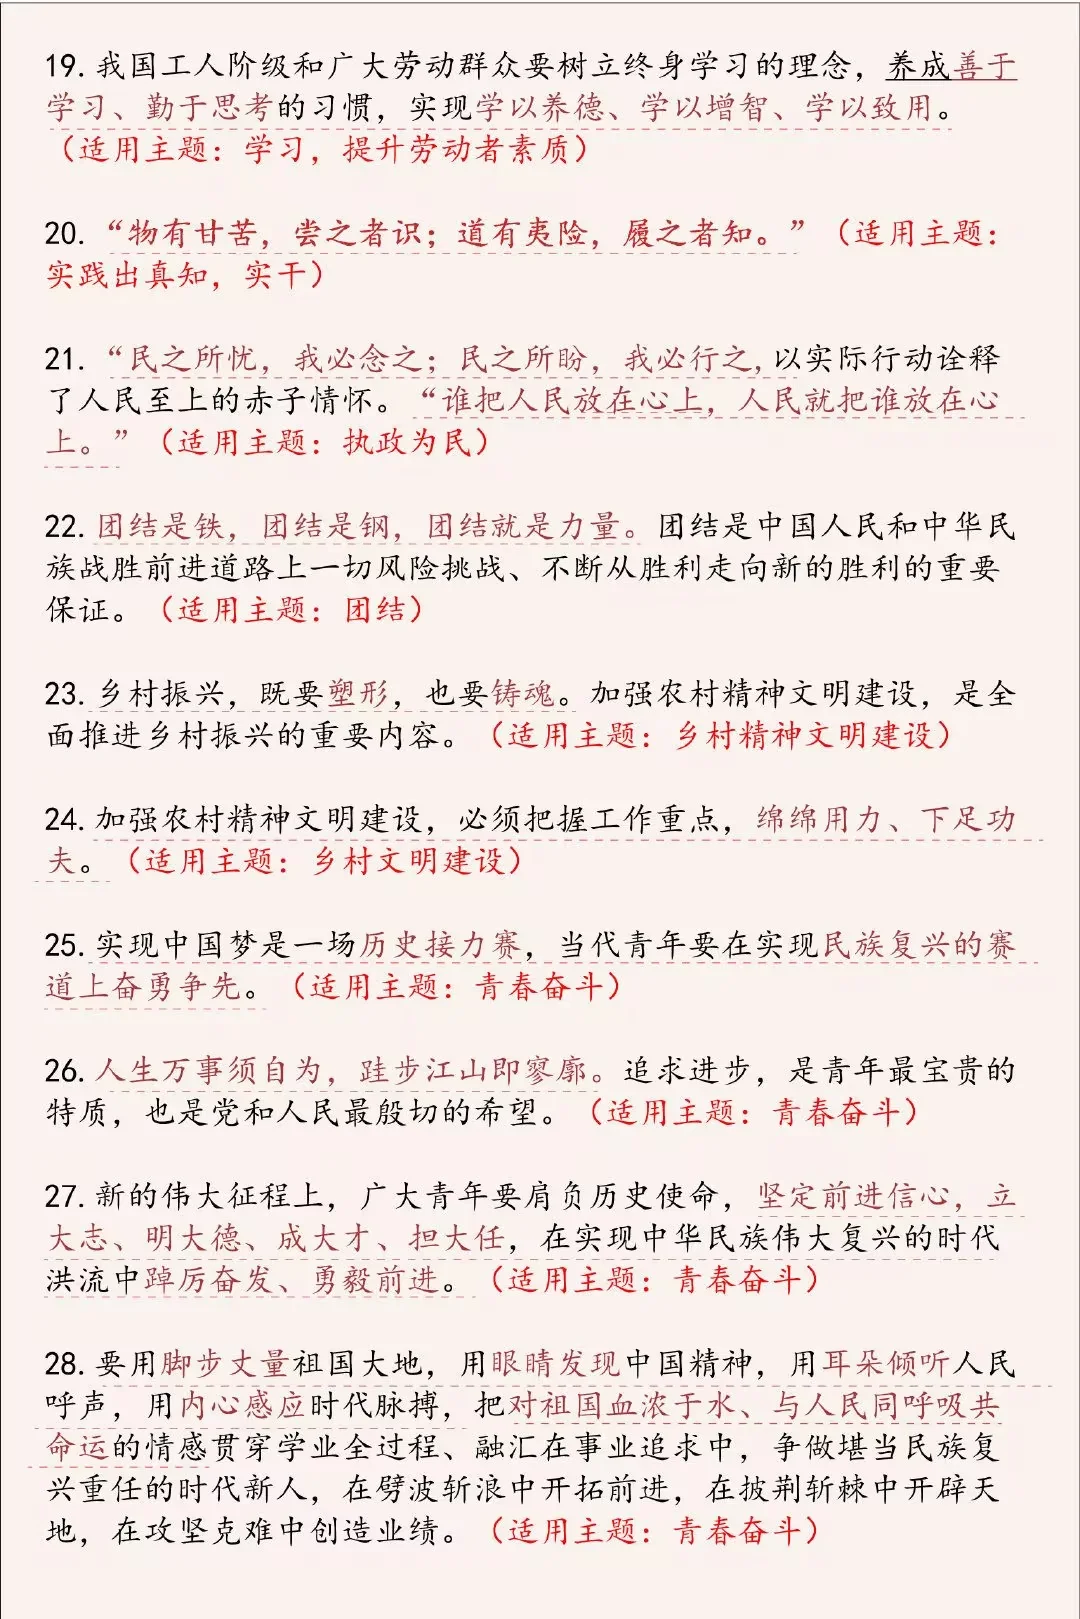 19.我国工人阶级和广大劳动群众要树立终身学习的理念，养成善于
学习、勤于思考的习惯，实现学以养德、学以增智、学以致用。
（适用主题：学习，提升劳动者素质）
20.“物有甘苦，尝之者识；道有夷险，履之者知。”（适用主题：
实践出真知，实干）
21.“民之所忧，我必念之；民之所盼，我必行之,以实际行动诠释
了人民至上的赤子情怀。“谁把人民放在心上，人民就把谁放在心
上。”（适用主题：执政为民）
22.团结是铁，团结是钢，团结就是力量。团结是中国人民和中华民
族战胜前进道路上一切风险挑战、不断从胜利走向新的胜利的重要
保证。（适用主题：团结）
23.乡村振兴，既要塑形，也要铸魂。加强农村精神文明建设，是全
面推进乡村振兴的重要内容。（适用主题：乡村精神文明建设）
24.加强农村精神文明建设，必须把握工作重点，绵绵用力、下足功
夫。（适用主题：乡村文明建设）
25.实现中国梦是一场历史接力赛，当代青年要在实现民族复兴的赛
道上奋勇争先。（适用主题：青春奋斗）
26.人生万事须自为，跬步江山即寥廓。追求进步，是青年最宝贵的
特质，也是党和人民最殷切的希望。（适用主题：青春奋斗）
27.新的伟大征程上，广大青年要肩负历史使命，坚定前进信心，立
大志、明大德、成大才、担大任，在实现中华民族伟大复兴的时代
洪流中踔厉奋发、勇毅前进。（适用主题：青春奋斗）
28.要用脚步丈量祖国大地，用眼睛发现中国精神，用耳朵倾听人民
呼声，用内心感应时代脉搏，把对祖国血浓于水、与人民同呼吸共
命运的情感贯穿学业全过程、融汇在事业追求中，争做堪当民族复
兴重任的时代新人，在劈波斩浪中开拓前进，在披荆斩棘中开辟天
地，在攻坚克难中创造业绩。（适用主题：青春奋斗）